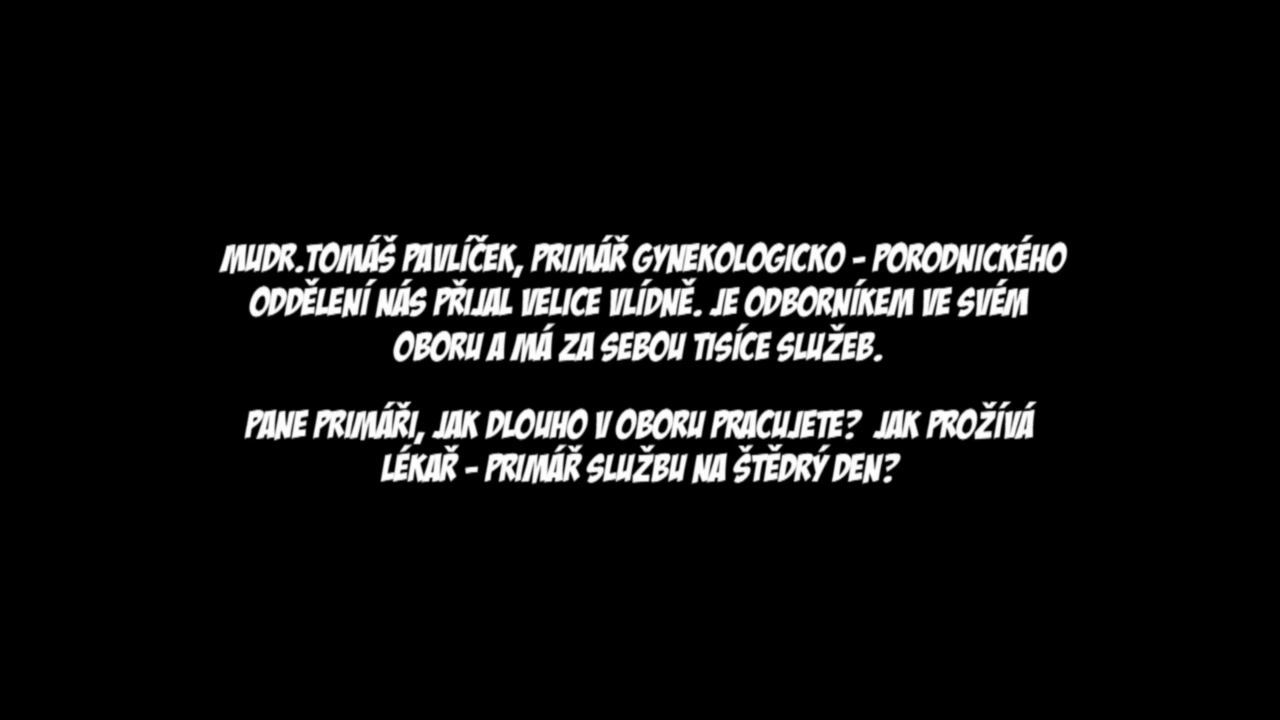 MUDR.TOMÁŠ PAVLÍČEK, PRIMÁŘ GYNEKOLOGICKO - PORODNICKÉHO
ODDĚLENÍ NÁS PŘIJAL VELICE VLÍDNĚ. JE ODBORNÍKEM VE SVÉM
OBORU A MÁ ZA SEBOU TISÍCE SLUŽEB.
PANE PRIMÁŘI, JAK DLOUHO V OBORU PRACUJETE? JAK PROŽÍVÁ
LÉKAŘ - PRIMÁŘ SLUŽBU NA ŠTĚDRÝ DEN?